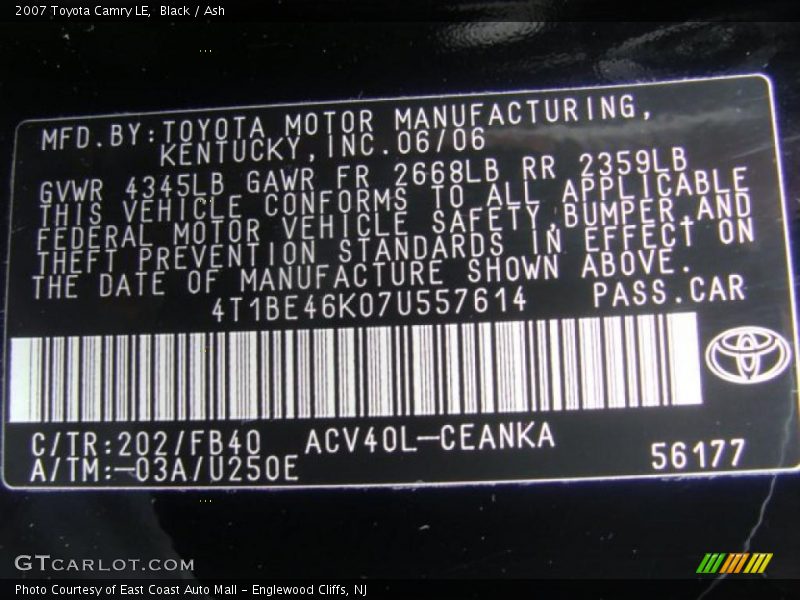 2007 Toyota Camry LE, Black / Ash
MFD.BY:TOYOTA MOTOR MANUFACTURING,
KENTUCKY,INC.06/06
GVWR 4345LB GAWR FR 2668LB RR 2359LB
THIS VEHICLE CONFORMS TO ALL APPLICABLE
FEDERAL MOTOR VEHICLE SAFETY,BUMPER,AND
THEFT PREVENTION STANDARDS IN EFFECT ON
THE DATE OF MANUFACTURE SHOWN ABOVE.
4T1BE46K07U557614 PASS.CAR
C/TR:202/FB40 ACV40L-CEANKA
A/TM:-03A/U250E 56177
GTCARLOT.COM
Photo Courtesy of East Coast Auto Mall - Englewood Cliffs, NJ